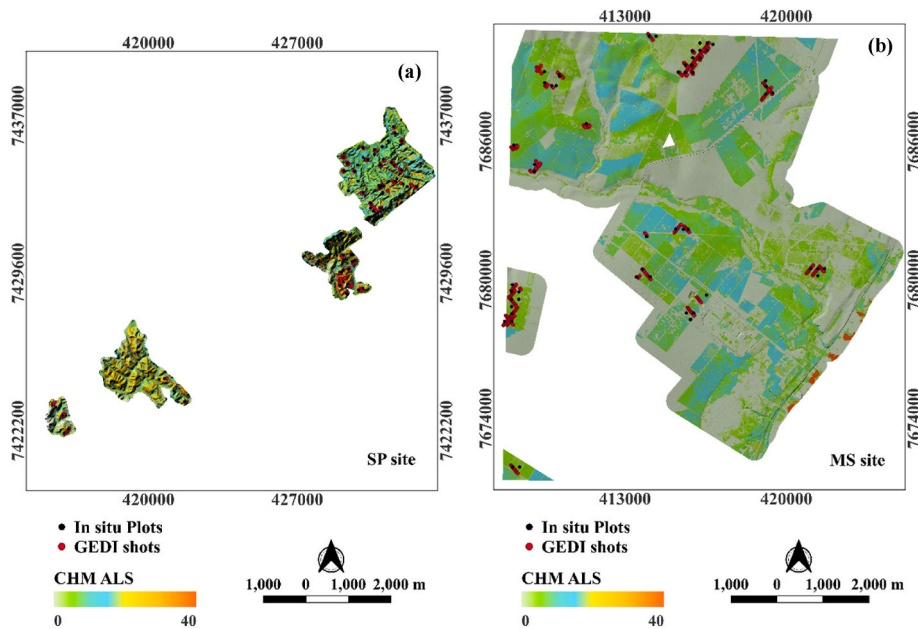 420000 427000
(a)
7437000 7437000
7429600 7429600
7422200 7422200
SP site
420000 427000
In situ Plots
GEDI shots
CHM ALS
0 40
1,000 0 1,000 2,000 m
413000 420000
(b)
7686000 7686000
7680000 7680000
7674000 7674000
MS site
413000 420000
In situ Plots
GEDI shots
CHM ALS
0 40
1,000 0 1,000 2,000 m